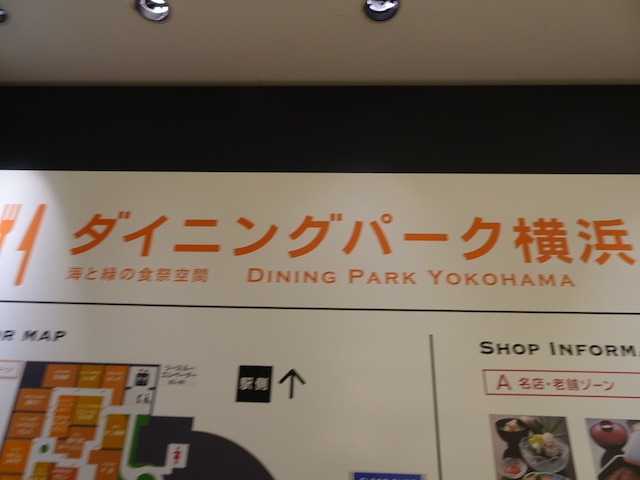 ダイニングパーク横浜
海と緑の食祭空間 DINING PARK YOKOHAMA
OR MAP
SHOP INFORM
駅側
A 名店・老舗ゾーン